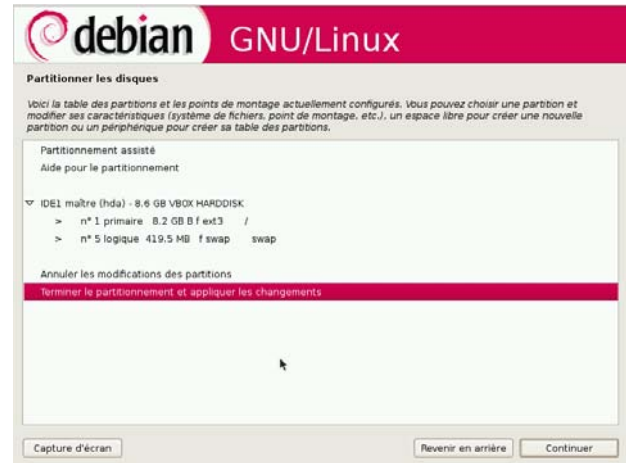 debian GNU/Linux
Partitionner les disques
Voici la table des partitions et les points de montage actuellement configurés. Vous pouvez choisir une partition et
modifier ses caractéristiques (système de fichiers, point de montage, etc.), un espace libre pour créer une nouvelle
partition ou un périphérique pour créer sa table des partitions.
Partitionnement assisté
Aide pour le partitionnement
IDE1 maître (hda) - 8.6 GB VBOX HARDDISK
> n° 1 primaire 8.2 GB B f ext3 /
> n° 5 logique 419.5 MB f swap swap
Annuler les modifications des partitions
Terminer le partitionnement et appliquer les changements
Capture d'écran Revenir en arrière Continuer